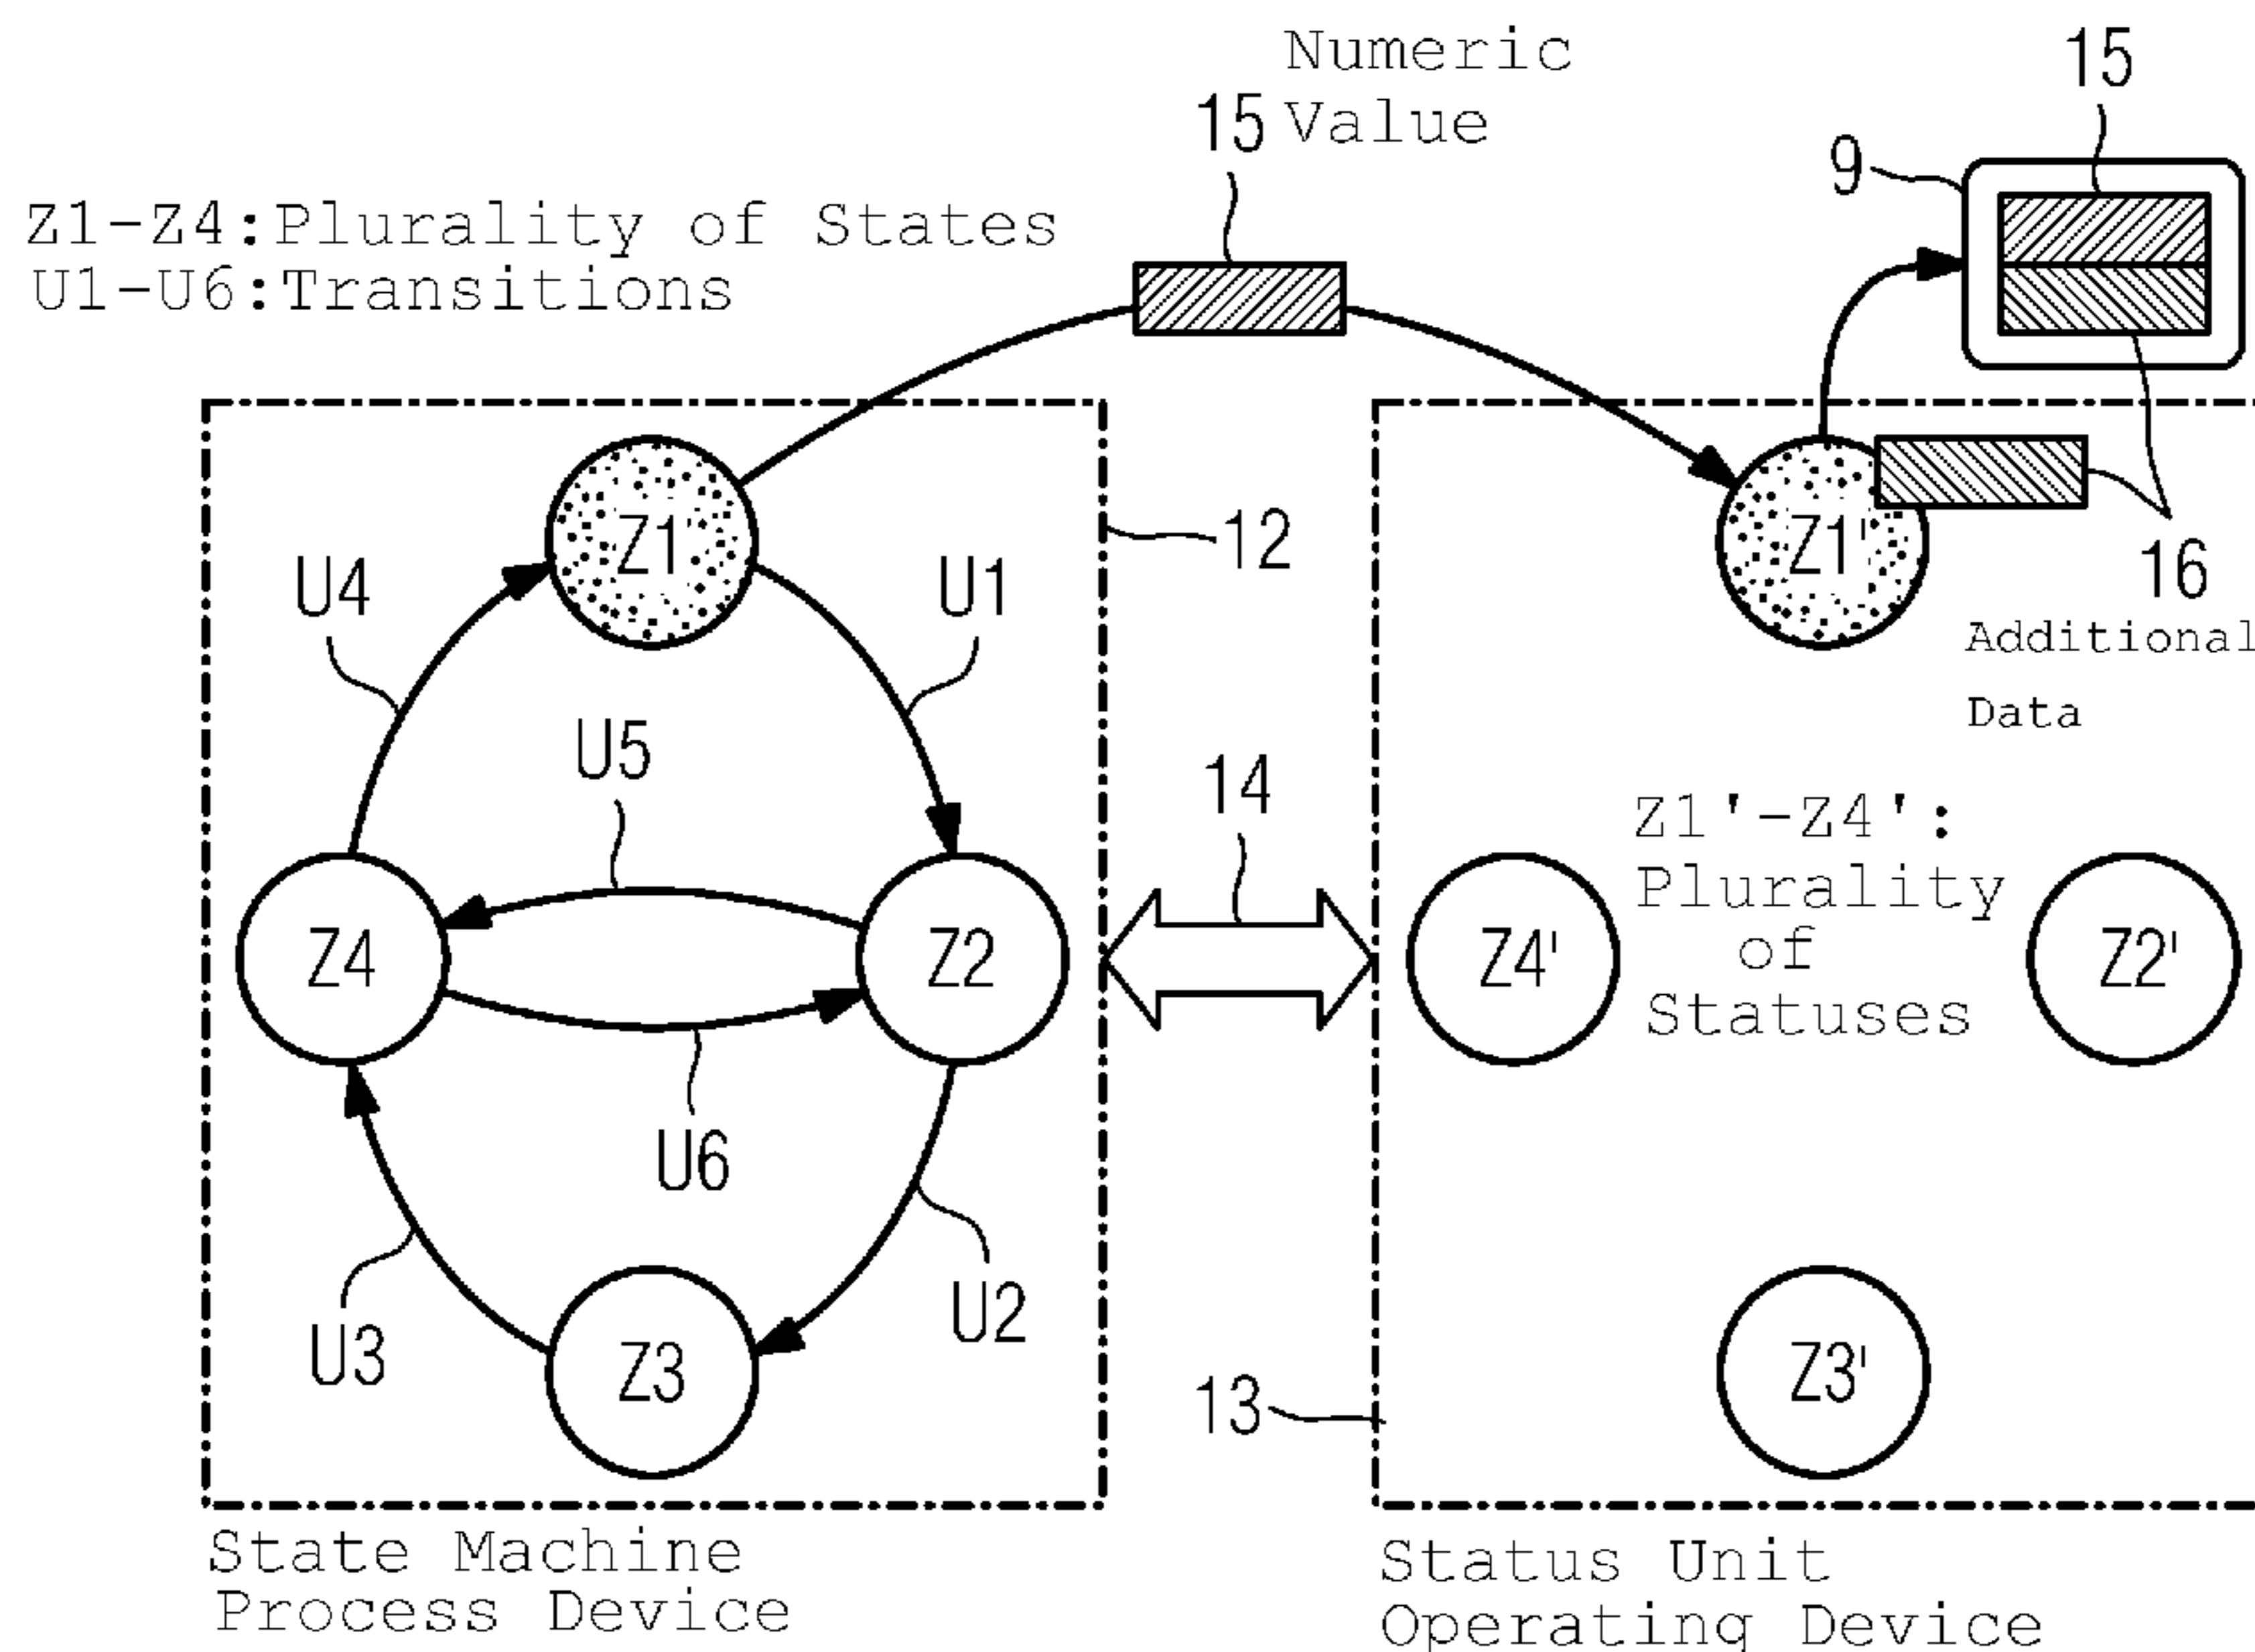 Numeric
Value
15
15
9
Z1-Z4:Plurality of States
U1-U6:Transitions
Z1
Z1'
12
16
Additional
Data
U4
U1
U5
14
Z1'-Z4':
Plurality
of
Statuses
Z4
Z2
Z4'
Z2'
U6
U3
U2
Z3
Z3'
13
State Machine
Process Device
Status Unit
Operating Device